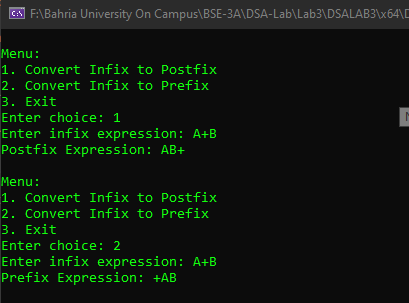 F:\Bahria University On Campus\BSE-3A\DSA-Lab\Lab3\DSALAB3\x64\D
Menu:
1. Convert Infix to Postfix
2. Convert Infix to Prefix
3. Exit
Enter choice: 1
Enter infix expression: A+B
Postfix Expression: AB+
Menu:
1. Convert Infix to Postfix
2. Convert Infix to Prefix
3. Exit
Enter choice: 2
Enter infix expression: A+B
Prefix Expression: +AB